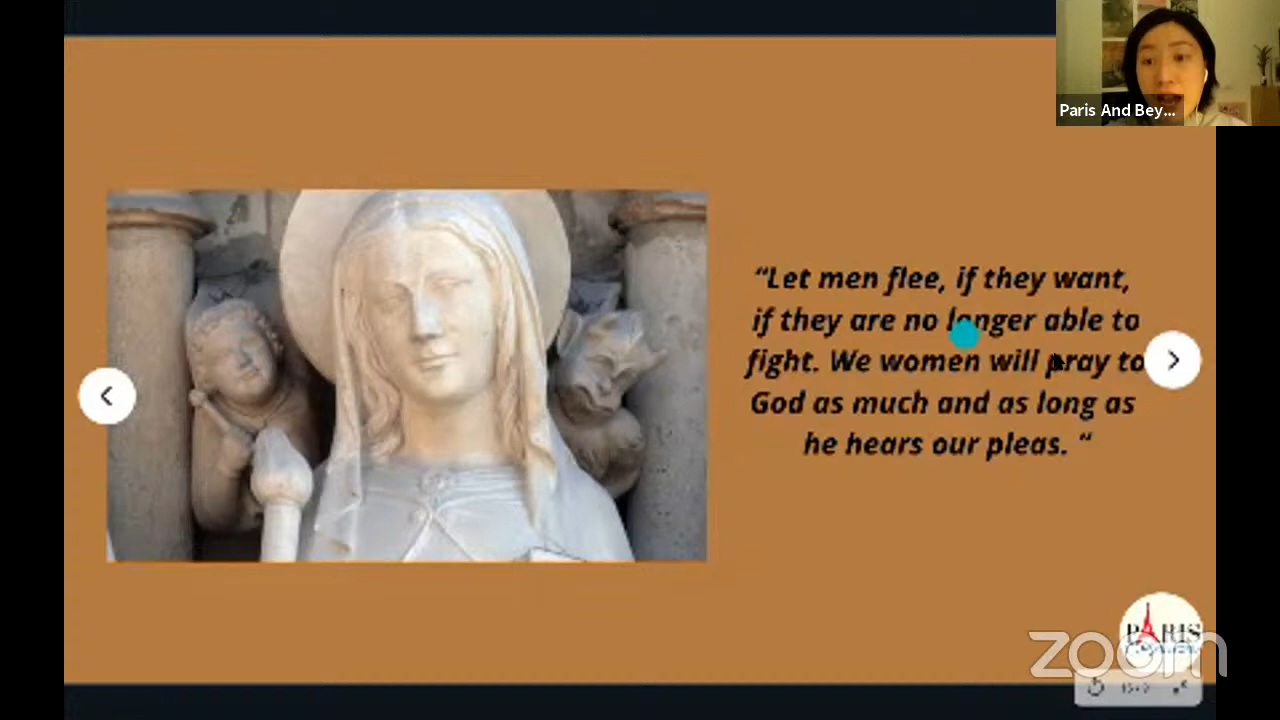 Paris And Bey...
“Let men flee, if they want,
if they are no longer able to
fight. We women will pray to
God as much and as long as
he hears our pleas. “
PARIS
zoom